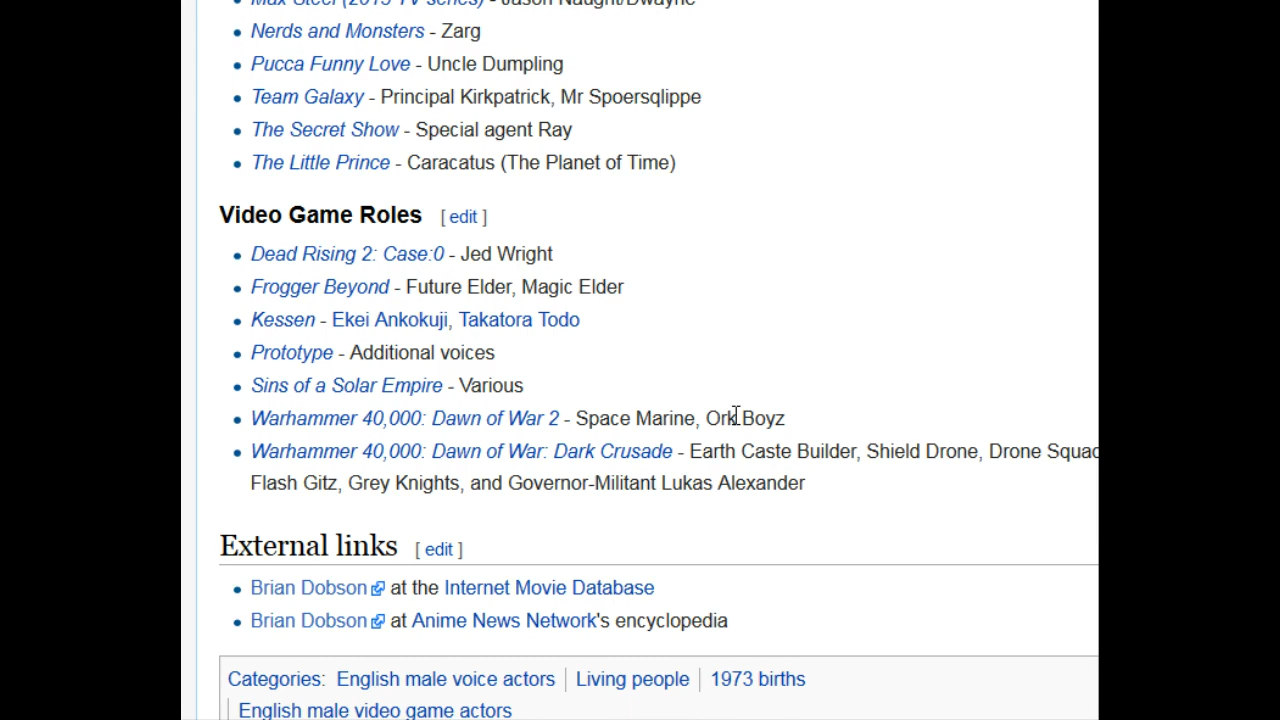 Max Steel (2013 TV series) - Jason Naught/Dwayne
Nerds and Monsters - Zarg
Pucca Funny Love - Uncle Dumpling
Team Galaxy - Principal Kirkpatrick, Mr Spoersqlippe
The Secret Show - Special agent Ray
The Little Prince - Caracatus (The Planet of Time)
Video Game Roles [ edit ]
Dead Rising 2: Case:0 - Jed Wright
Frogger Beyond - Future Elder, Magic Elder
Kessen - Ekei Ankokuji, Takatora Todo
Prototype - Additional voices
Sins of a Solar Empire - Various
Warhammer 40,000: Dawn of War 2 - Space Marine, Ork Boyz
Warhammer 40,000: Dawn of War: Dark Crusade - Earth Caste Builder, Shield Drone, Drone Squad
Flash Gitz, Grey Knights, and Governor-Militant Lukas Alexander
External links [ edit ]
Brian Dobson at the Internet Movie Database
Brian Dobson at Anime News Network's encyclopedia
Categories: English male voice actors | Living people | 1973 births
| English male video game actors